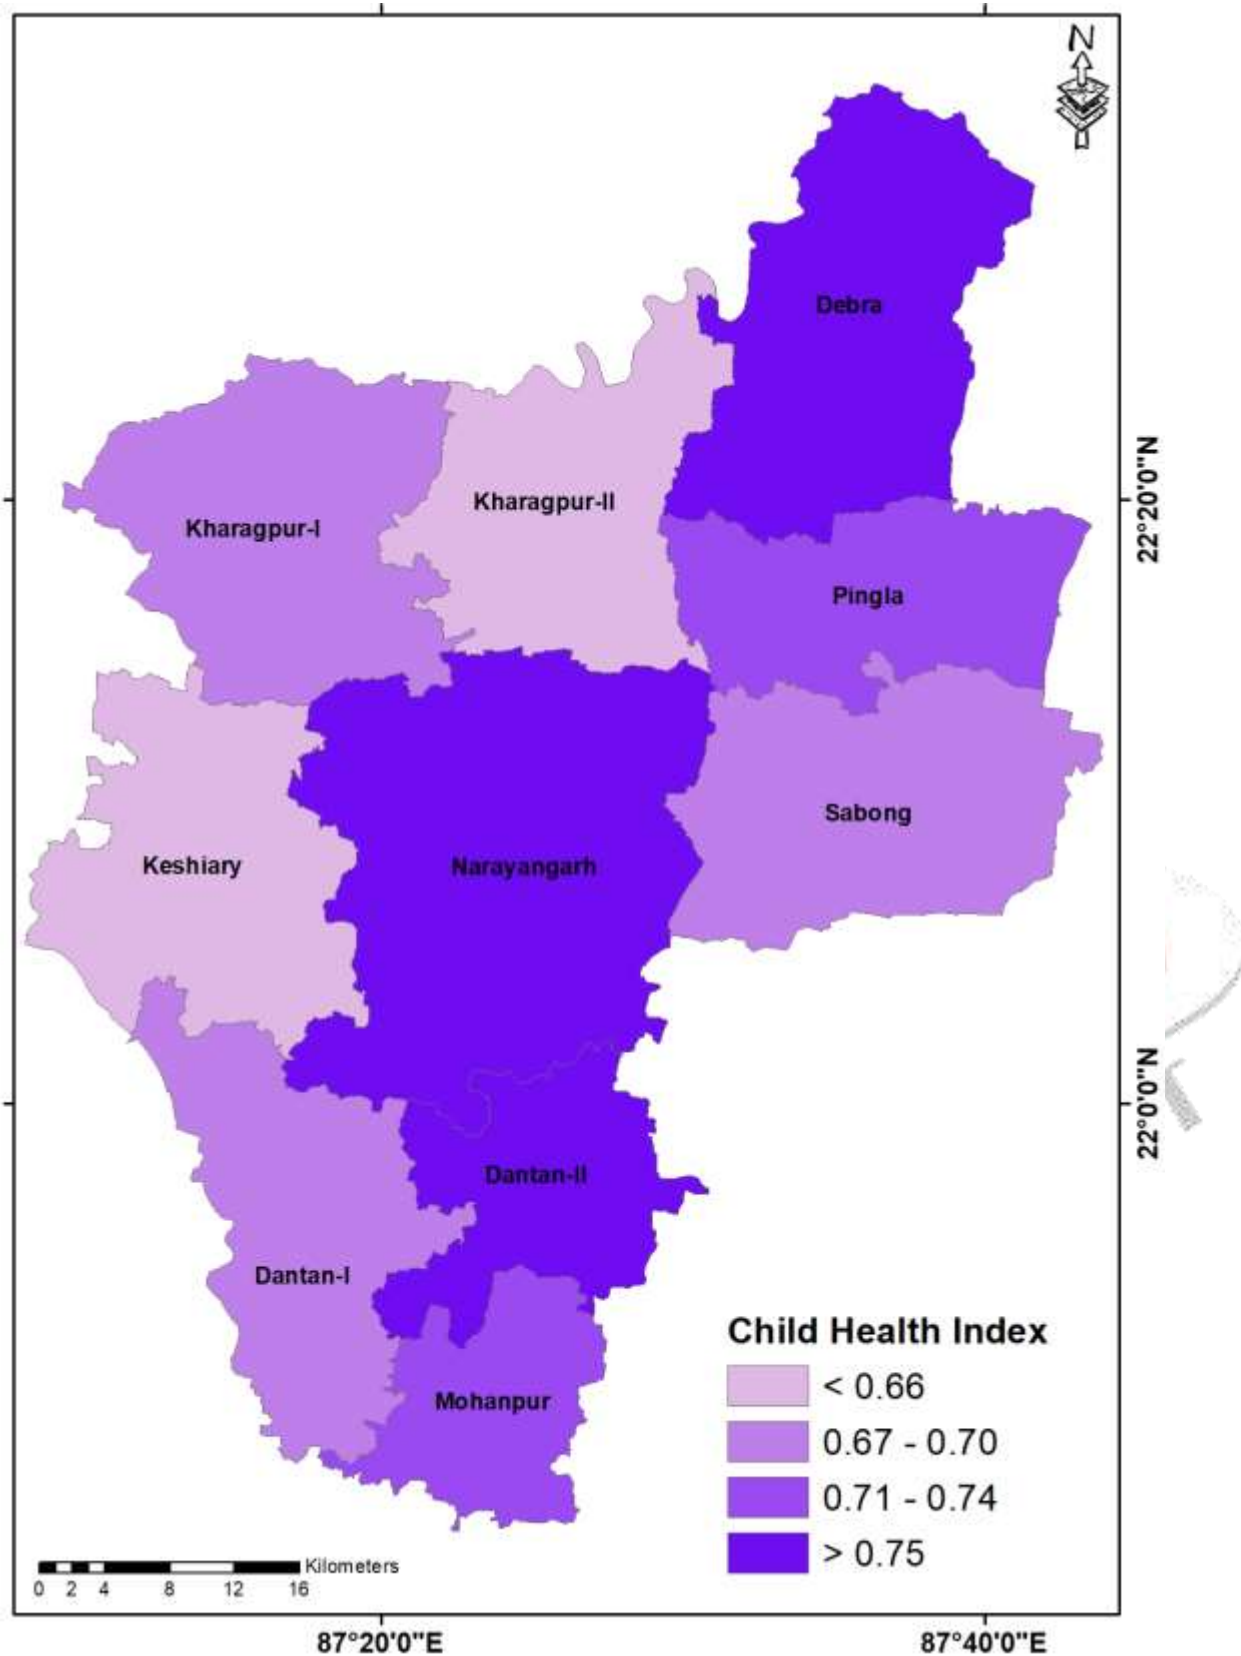 N
Debra
22°20'0"N
Kharagpur-II
Kharagpur-I
Pingla
Sabong
Keshiary
Narayangarh
22°0'0"N
Dantan-II
Dantan-I
Mohanpur
Child Health Index
< 0.66
0.67 - 0.70
0.71 - 0.74
> 0.75
Kilometers
0 2 4 8 12 16
87°20'0"E
87°40'0"E